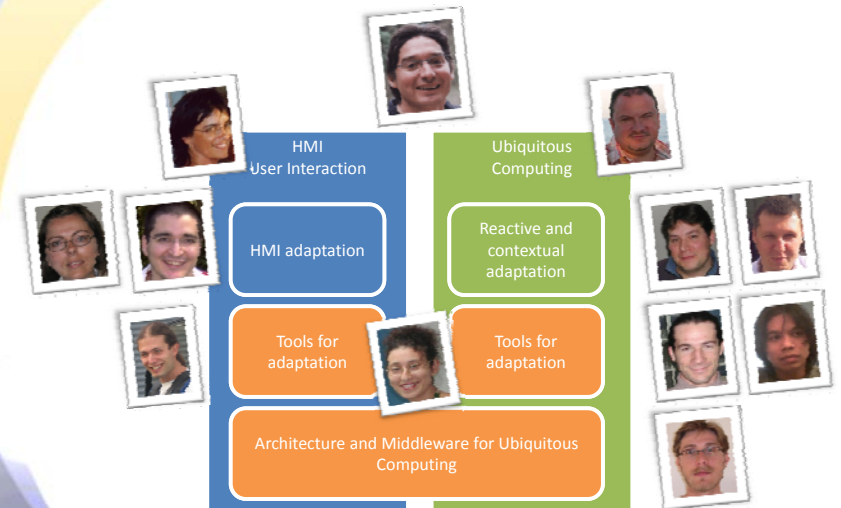 HMI
User Interaction
Ubiquitous
Computing
HMI adaptation
Reactive and
contextual
adaptation
Tools for
adaptation
Tools for
adaptation
Architecture and Middleware for Ubiquitous
Computing